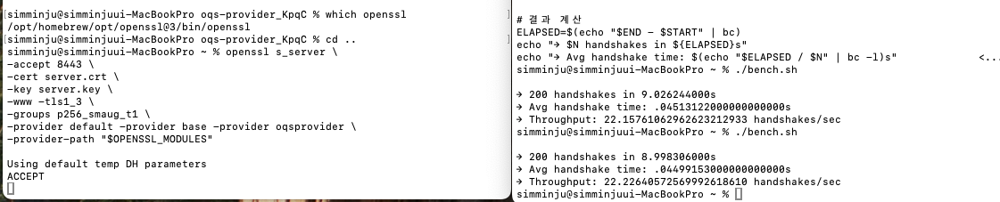 simminju@simminjuui-MacBookPro oqs-provider_KpqC % which openssl
/opt/homebrew/opt/openssl@3/bin/openssl
simminju@simminjuui-MacBookPro oqs-provider_KpqC % cd ..
simminju@simminjuui-MacBookPro ~ % openssl s_server \
-accept 8443 \
-cert server.crt \
-key server.key \
-www -tls1_3 \
-groups p256_smaug_t1 \
-provider default -provider base -provider oqsprovider \
-provider-path "$OPENSSL_MODULES"
Using default temp DH parameters
ACCEPT
# 결과 계산
ELAPSED=$(echo "$END - $START" | bc)
echo "→ $N handshakes in ${ELAPSED}s"
echo "→ Avg handshake time: $(echo "$ELAPSED / $N" | bc -l)s" <...
simminju@simminjuui-MacBookPro ~ % ./bench.sh
→ 200 handshakes in 9.026244000s
→ Avg handshake time: .04513122000000000000s
→ Throughput: 22.15761062962623212933 handshakes/sec
simminju@simminjuui-MacBookPro ~ % ./bench.sh
→ 200 handshakes in 8.998306000s
→ Avg handshake time: .04499153000000000000s
→ Throughput: 22.22640572569992618610 handshakes/sec
simminju@simminjuui-MacBookPro ~ %